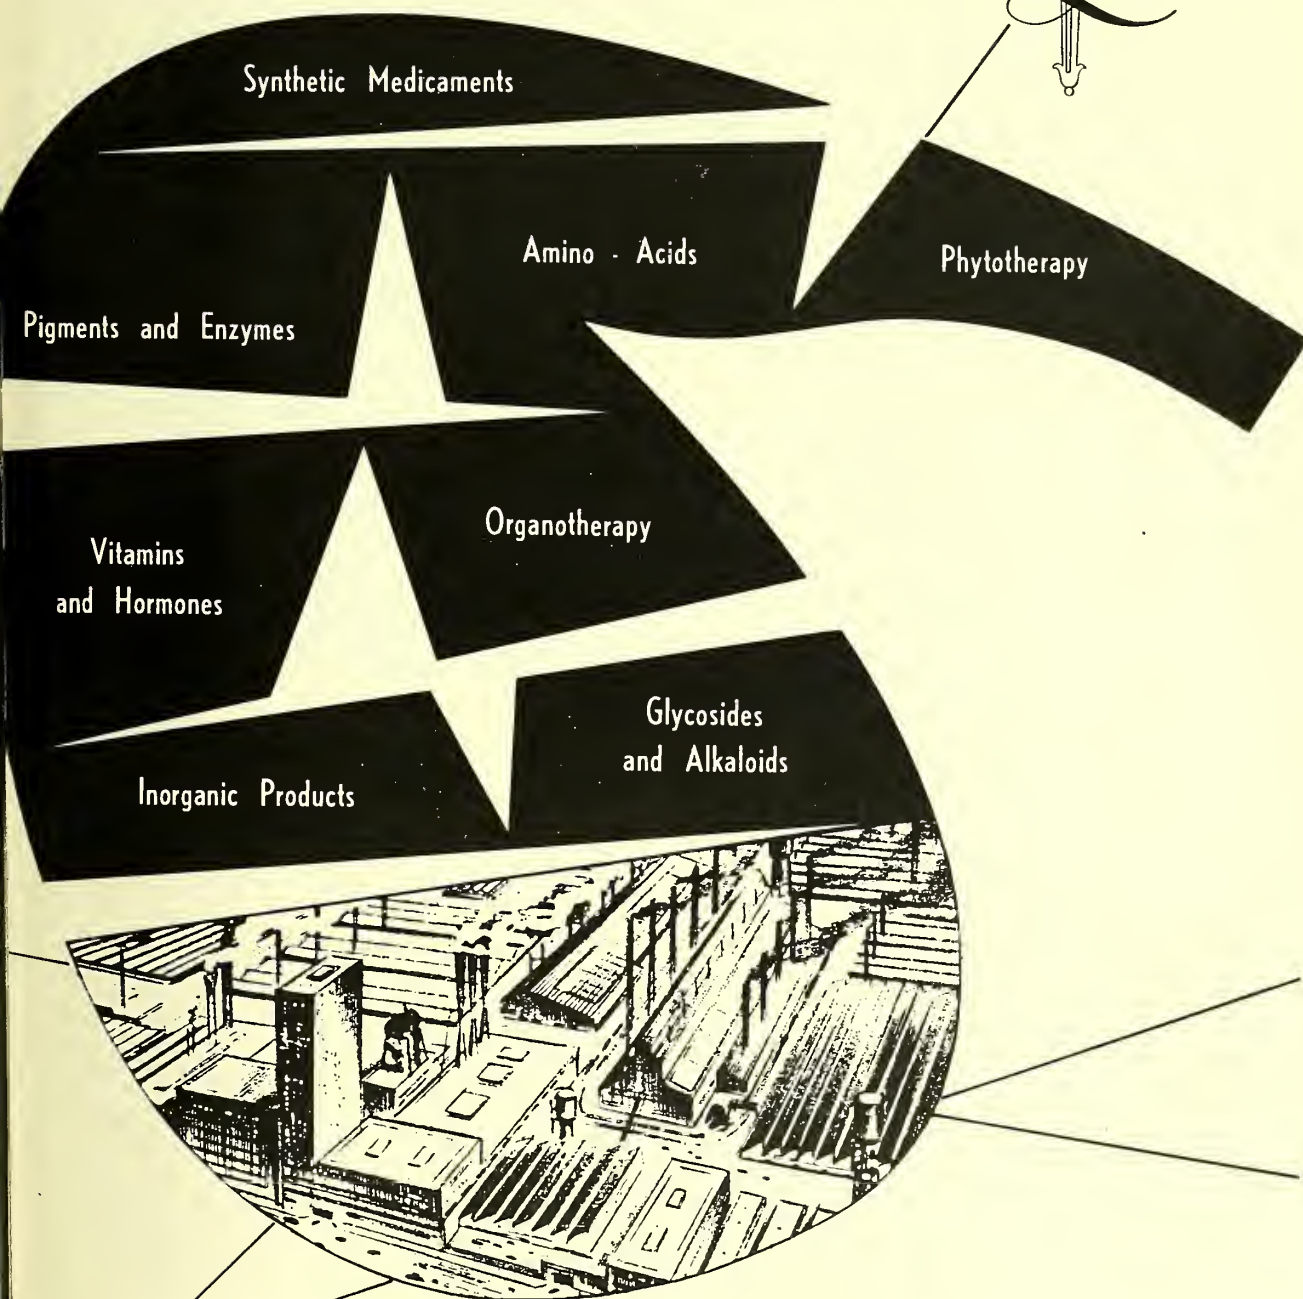 Synthetic Medicaments
Amino - Acids
Phytotherapy
Pigments and Enzymes
Organotherapy
Vitamins
and Hormones
Glycosides
and Alkaloids
Inorganic Products